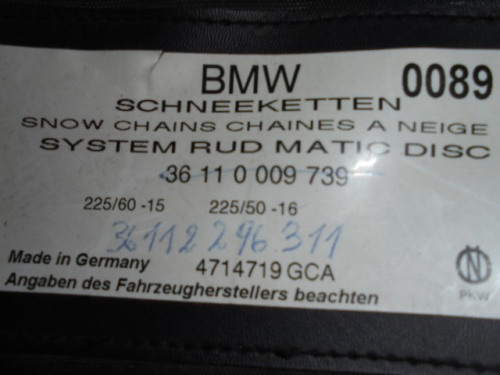 BMW 0089
SCHNEEKETTEN
SNOW CHAINS CHAINES A NEIGE
SYSTEM RUD MATIC DISC
36 11 0 009 739
225/60 -15 225/50 -16
36112296311
Made in Germany 4714719 GCA
Angaben des Fahrzeugherstellers beachten
N
PKW